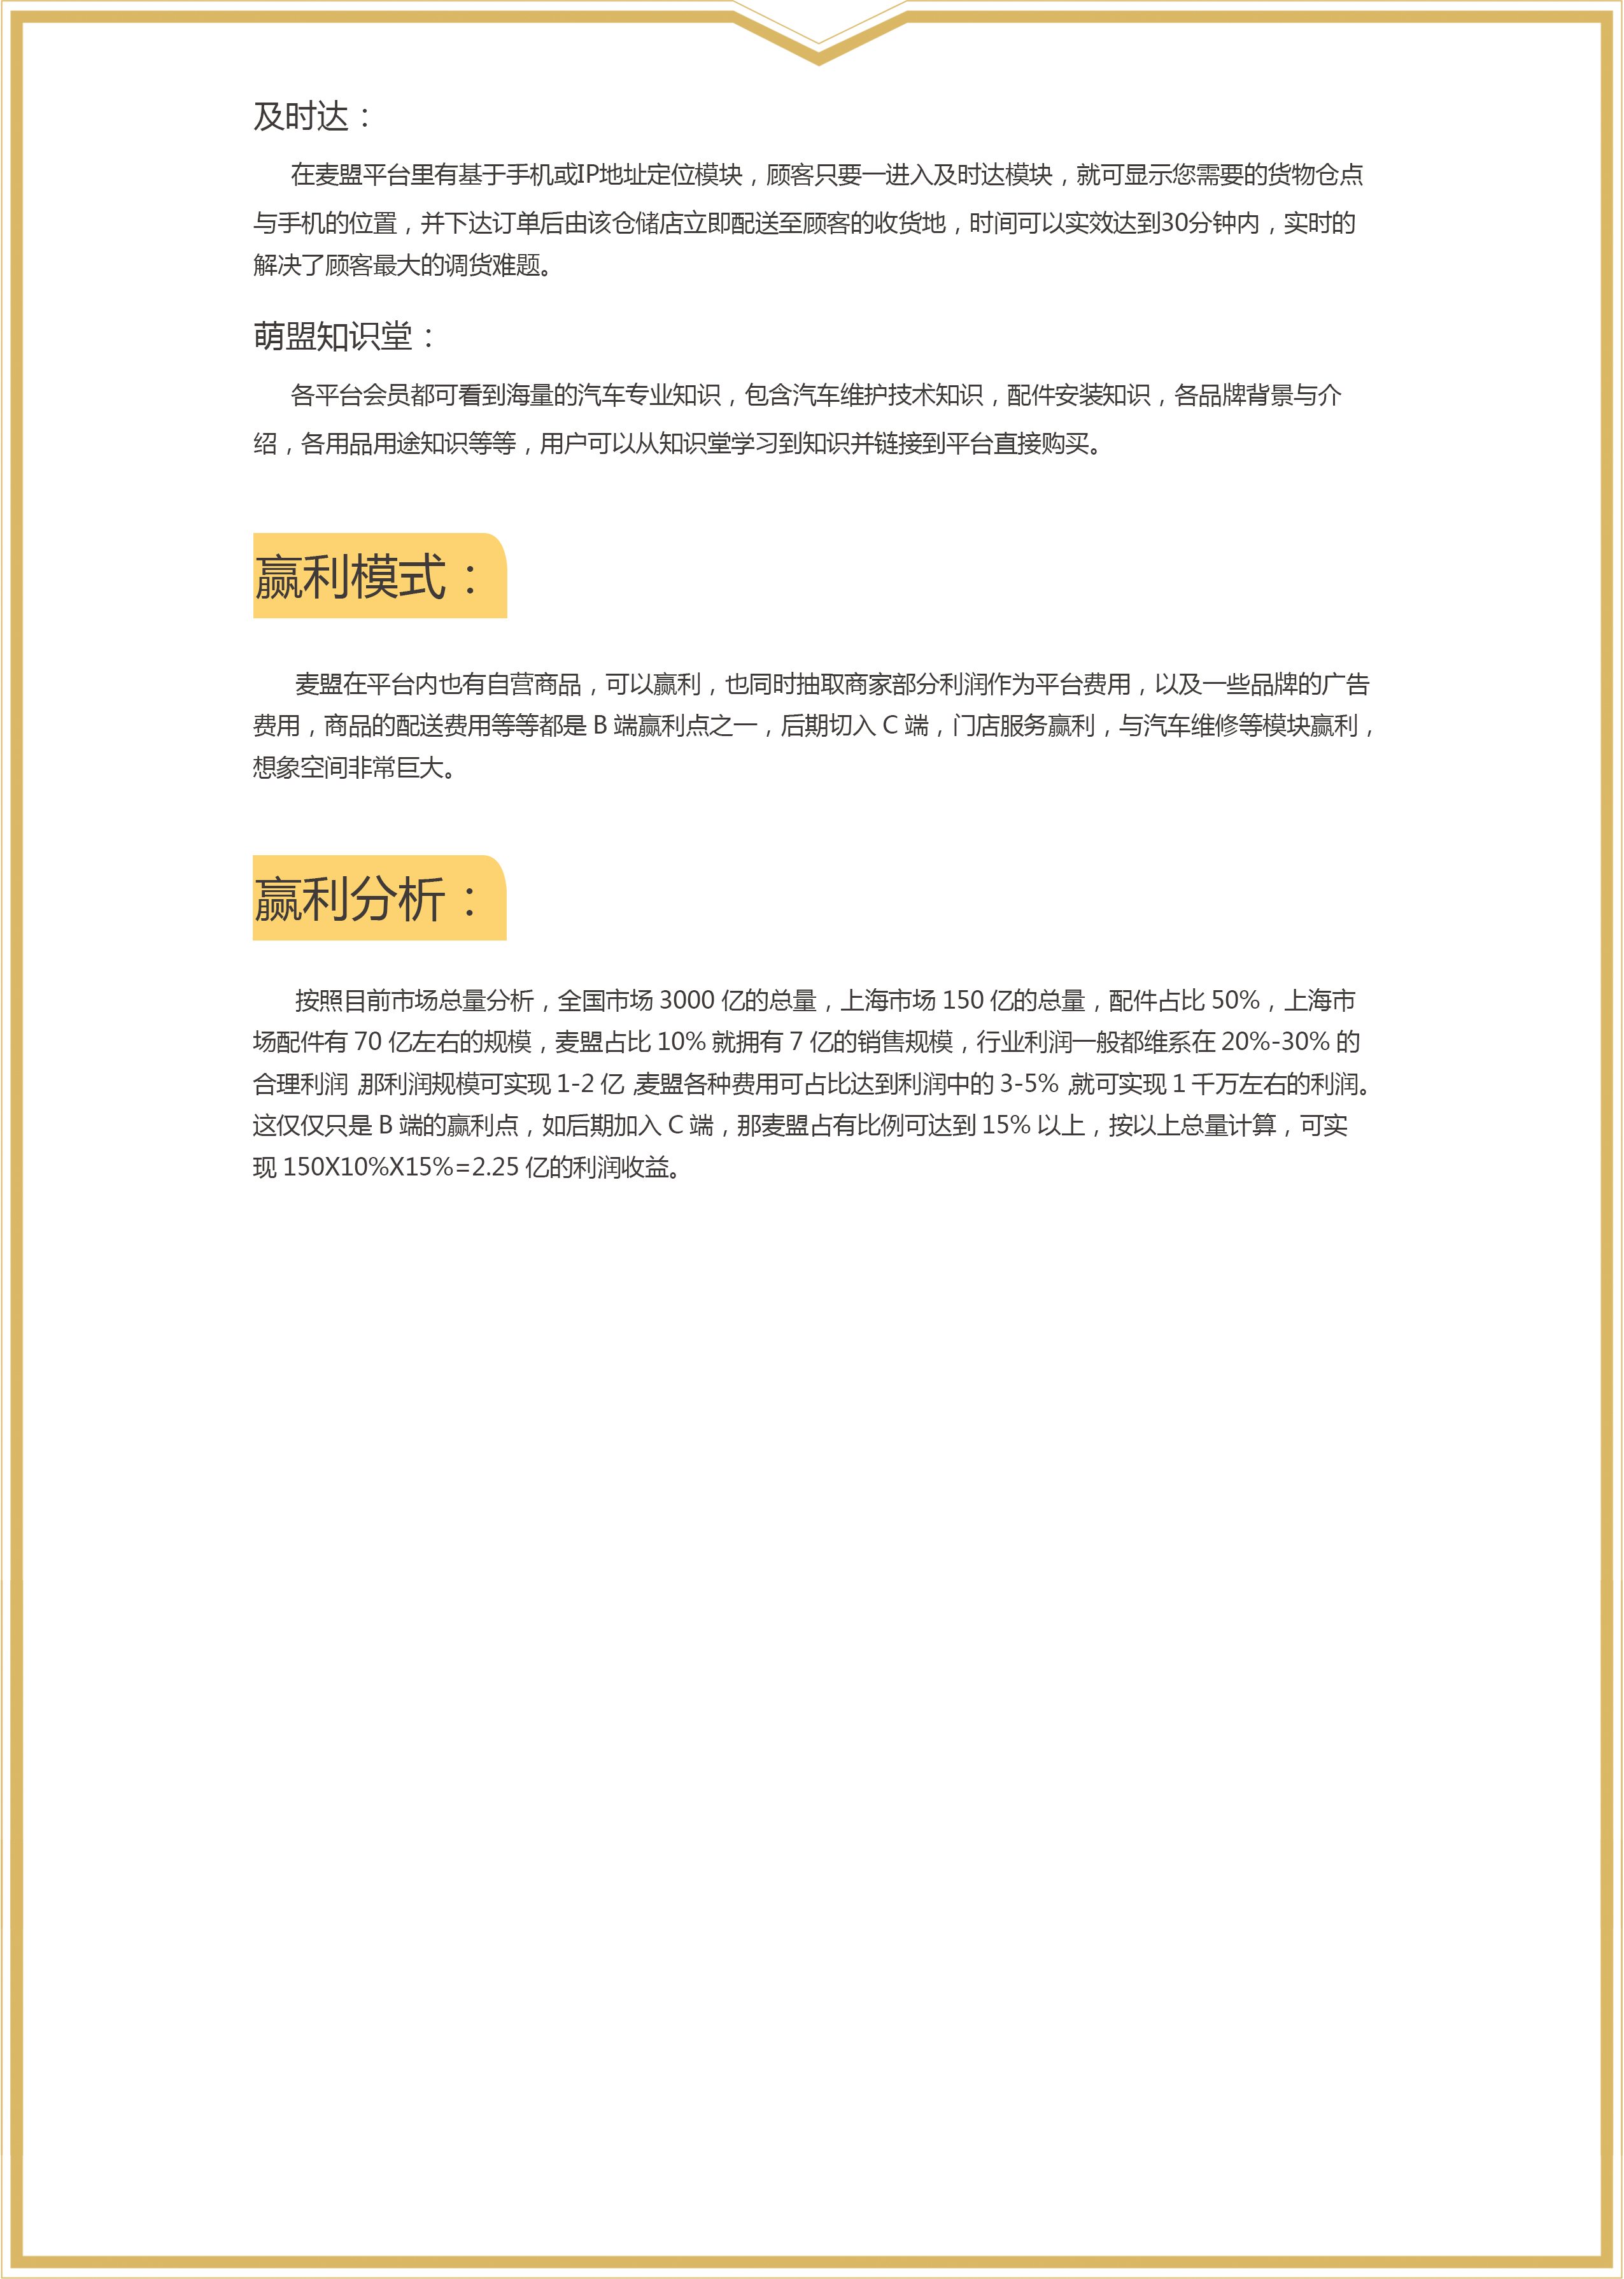 及时达：
在麦盟平台里有基于手机或IP地址定位模块，顾客只要一进入及时达模块，就可显示您需要的货物仓点
与手机的位置，并下达订单后由该仓储店立即配送至顾客的收货地，时间可以实效达到30分钟内，实时的
解决了顾客最大的调货难题。
萌盟知识堂：
各平台会员都可看到海量的汽车专业知识，包含汽车维护技术知识，配件安装知识，各品牌背景与介
绍，各用品用途知识等等，用户可以从知识堂学习到知识并链接到平台直接购买。
赢利模式：
麦盟在平台内也有自营商品，可以赢利，也同时抽取商家部分利润作为平台费用，以及一些品牌的广告
费用，商品的配送费用等等都是 B 端赢利点之一，后期切入 C 端，门店服务赢利，与汽车维修等模块赢利，
想象空间非常巨大。
赢利分析：
按照目前市场总量分析，全国市场 3000 亿的总量，上海市场 150 亿的总量，配件占比 50%，上海市
场配件有 70 亿左右的规模，麦盟占比 10% 就拥有 7 亿的销售规模，行业利润一般都维系在 20%-30% 的
合理利润，那利润规模可实现 1-2 亿，麦盟各种费用可占比达到利润中的 3-5%，就可实现 1 千万左右的利润。
这仅仅只是 B 端的赢利点，如后期加入 C 端，那麦盟占有比例可达到 15% 以上，按以上总量计算，可实
现 150X10%X15%=2.25 亿的利润收益。